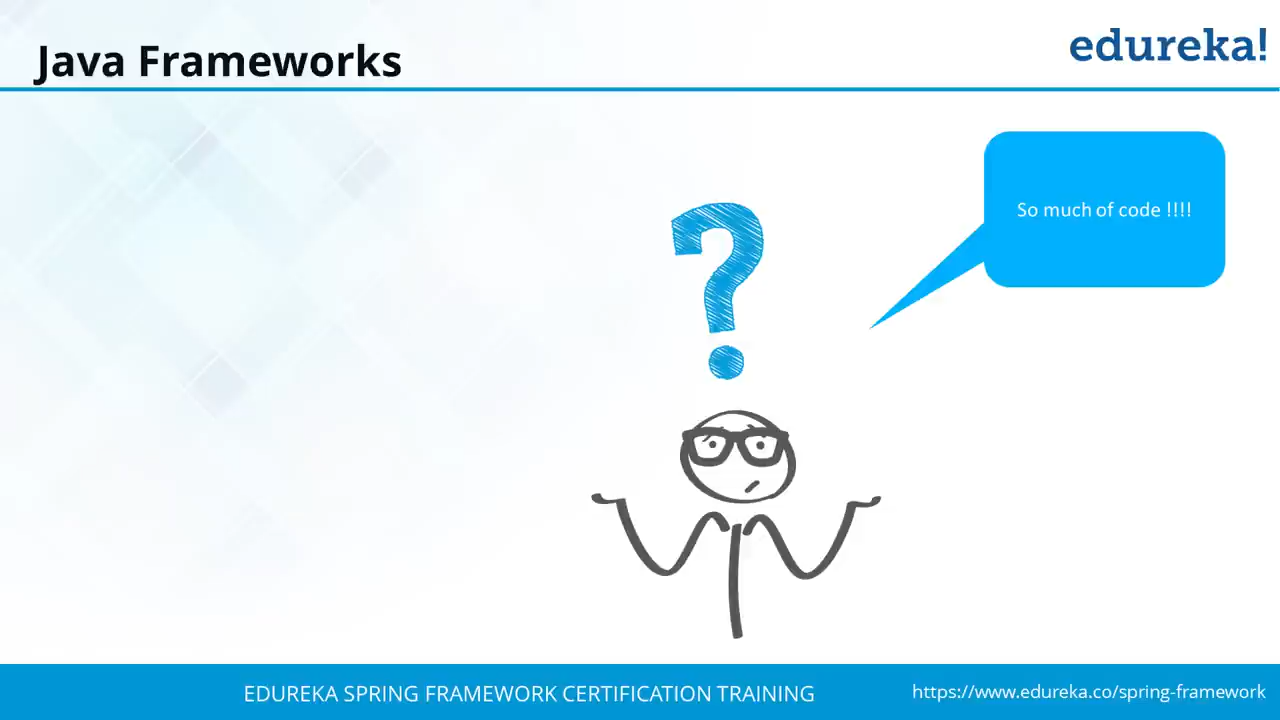 Java Frameworks
edureka!
So much of code !!!!
?
EDUREKA SPRING FRAMEWORK CERTIFICATION TRAINING
https://www.edureka.co/spring-framework